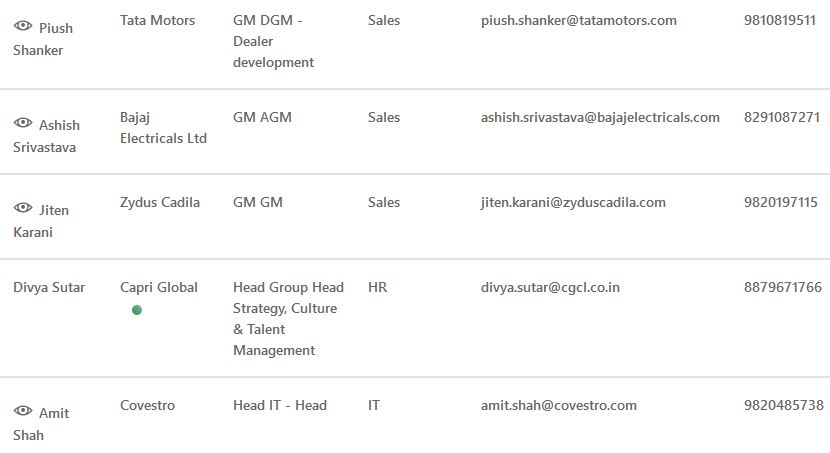 Piush Shanker Tata Motors GM DGM - Dealer development Sales piush.shanker@tatamotors.com 9810819511
Ashish Srivastava Bajaj Electricals Ltd GM AGM Sales ashish.srivastava@bajajelectricals.com 8291087271
Jiten Karani Zydus Cadila GM GM Sales jiten.karani@zyduscadila.com 9820197115
Divya Sutar Capri Global Head Group Head Strategy, Culture & Talent Management HR divya.sutar@cgcl.co.in 8879671766
Amit Shah Covestro Head IT - Head IT amit.shah@covestro.com 9820485738